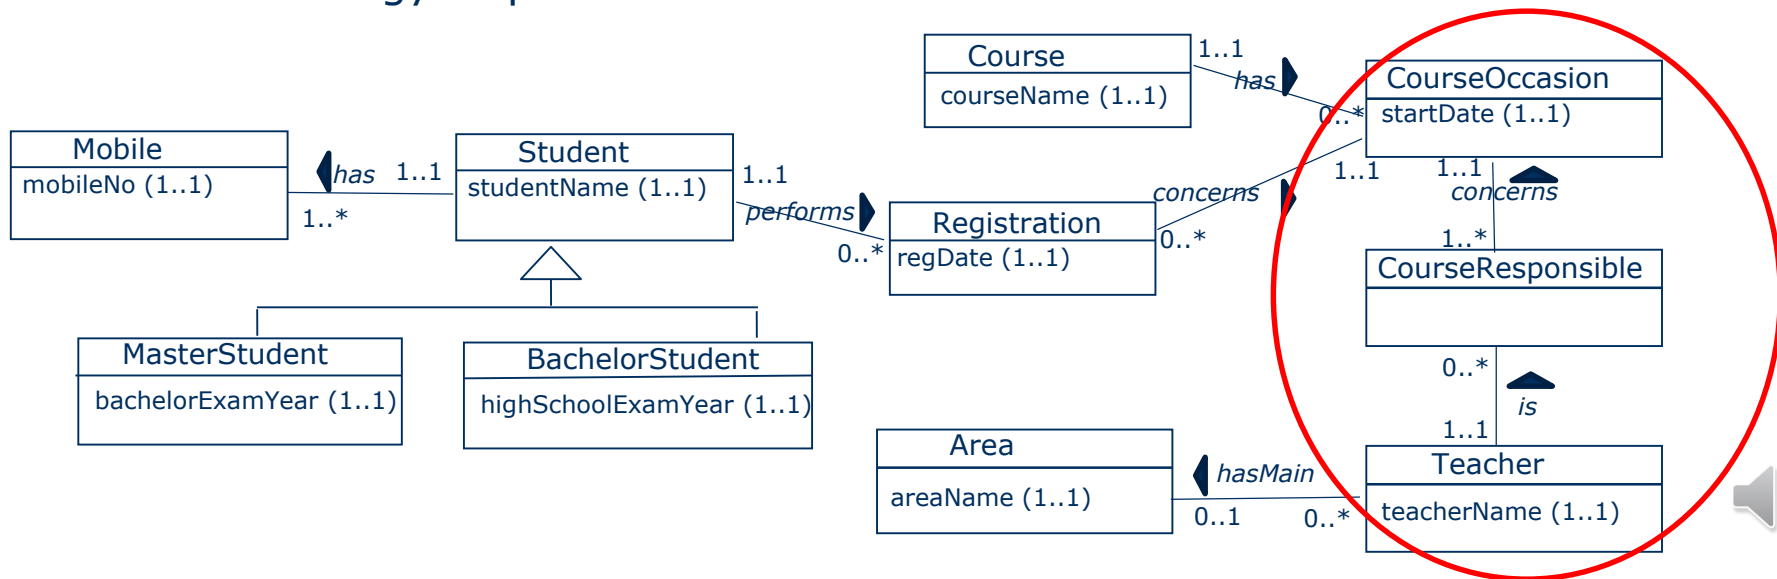 Course
courseName (1..1)
1..1
has
0..*
CourseOccasion
startDate (1..1)
Mobile
mobileNo (1..1)
has
1..1
1..*
Student
studentName (1..1)
1..1
performs
0..*
Registration
regDate (1..1)
concerns
0..*
1..1
1..1
concerns
1..*
CourseResponsible
MasterStudent
bachelorExamYear (1..1)
BachelorStudent
highSchoolExamYear (1..1)
0..*
is
1..1
Area
areaName (1..1)
hasMain
0..1
0..*
Teacher
teacherName (1..1)